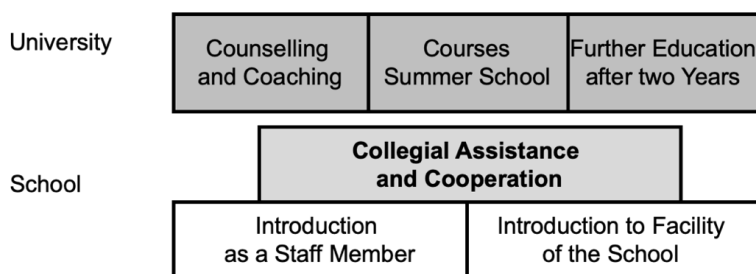 University
Counselling
and Coaching
Courses
Summer School
Further Education
after two Years
School
Collegial Assistance
and Cooperation
Introduction
as a Staff Member
Introduction to Facility
of the School